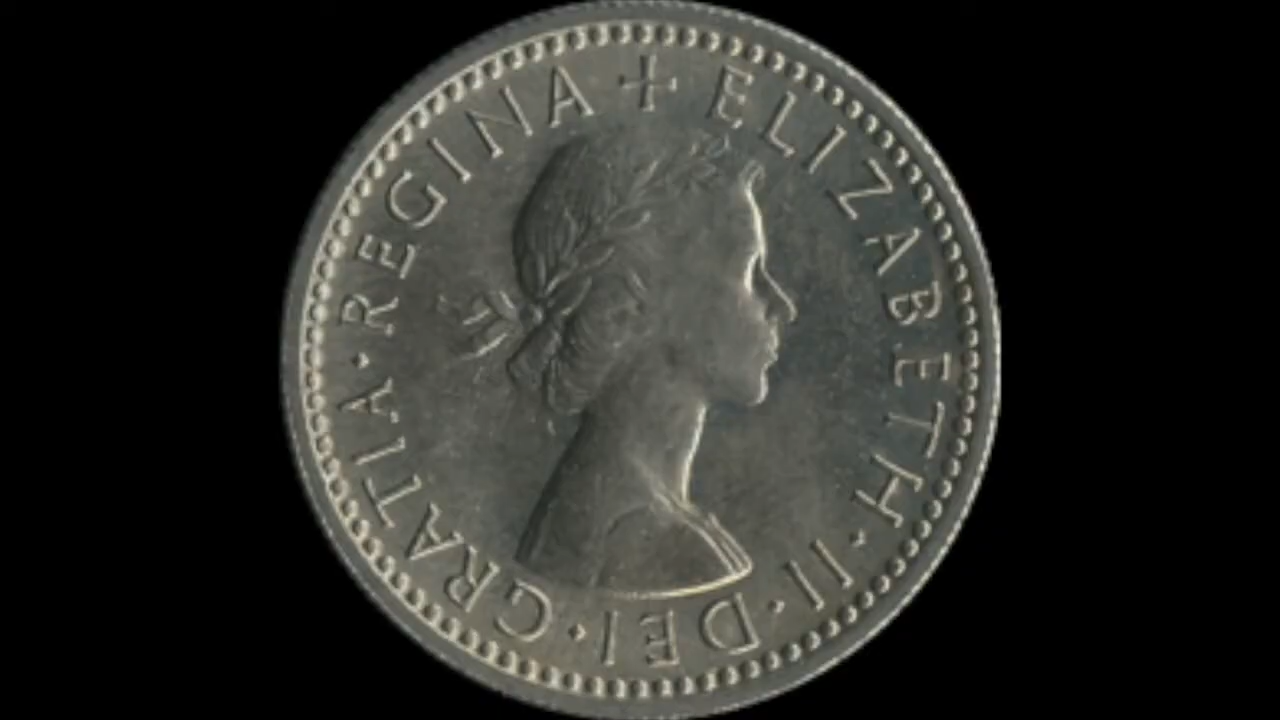 + ELIZABETH · II · DEI · GRATIA · REGINA